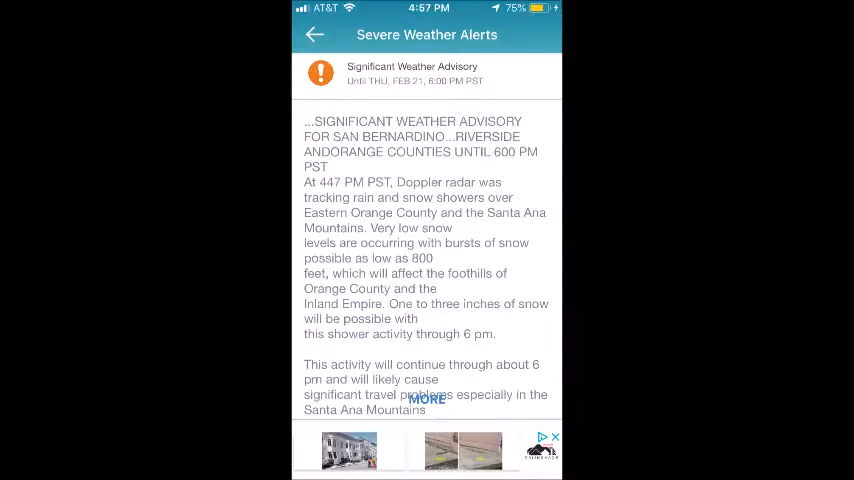 AT&T 4:57 PM 75%
Severe Weather Alerts
Significant Weather Advisory
Until THU, FEB 21, 6:00 PM PST
...SIGNIFICANT WEATHER ADVISORY
FOR SAN BERNARDINO...RIVERSIDE
ANDORANGE COUNTIES UNTIL 600 PM
PST
At 447 PM PST, Doppler radar was
tracking rain and snow showers over
Eastern Orange County and the Santa Ana
Mountains. Very low snow
levels are occurring with bursts of snow
possible as low as 800
feet, which will affect the foothills of
Orange County and the
Inland Empire. One to three inches of snow
will be possible with
this shower activity through 6 pm.
This activity will continue through about 6
pm and will likely cause
significant travel problems especially in the
MORE
Santa Ana Mountains